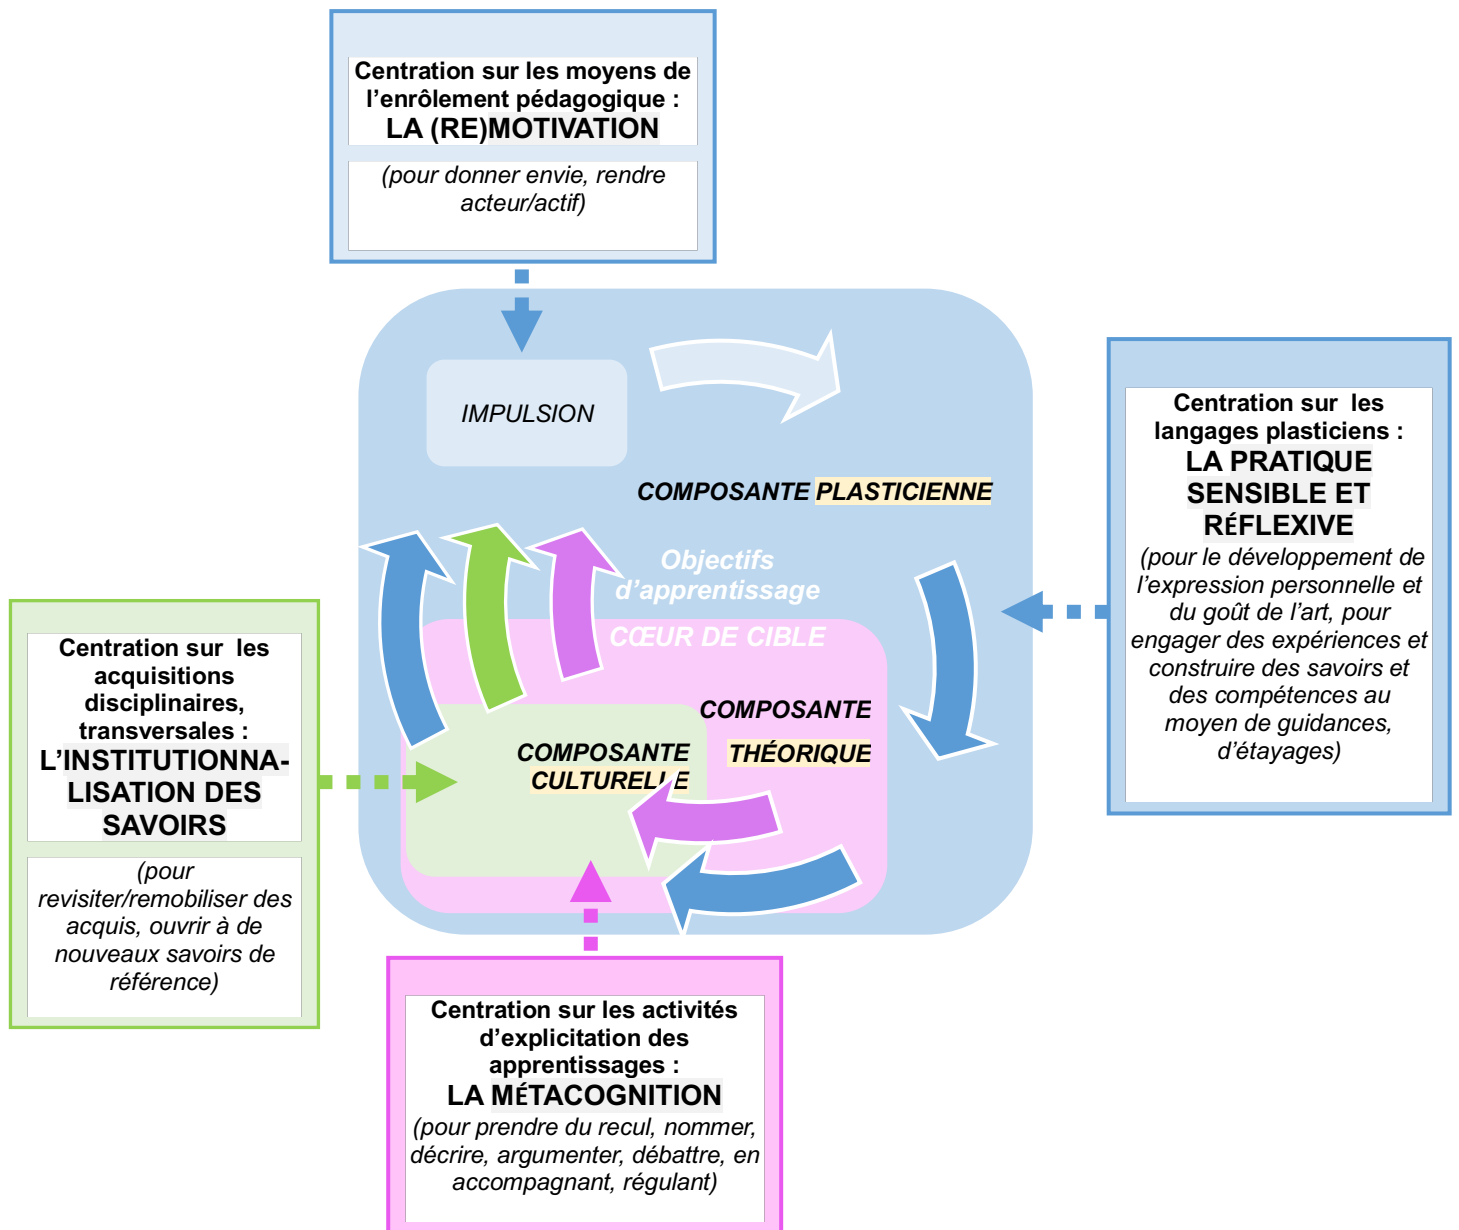 Centration sur les moyens de
l’enrôlement pédagogique :
LA (RE)MOTIVATION
(pour donner envie, rendre
acteur/actif)
IMPULSION
COMPOSANTE PLASTICIENNE
Objectifs
d’apprentissage
CŒUR DE CIBLE
COMPOSANTE
THÉORIQUE
COMPOSANTE
CULTURELLE
Centration sur  les
langages plasticiens :
LA PRATIQUE
SENSIBLE ET
RÉFLEXIVE
(pour le développement de
l’expression personnelle et
du goût de l’art, pour
engager des expériences et
construire des savoirs et
des compétences au
moyen de guidances,
d’étayages)
Centration sur  les
acquisitions
disciplinaires,
transversales :
L’INSTITUTIONNA-
LISATION DES
SAVOIRS
(pour
revisiter/remobiliser des
acquis, ouvrir à de
nouveaux savoirs de
référence)
Centration sur les activités
d’explicitation des
apprentissages :
LA MÉTACOGNITION
(pour prendre du recul, nommer,
décrire, argumenter, débattre, en
accompagnant, régulant)